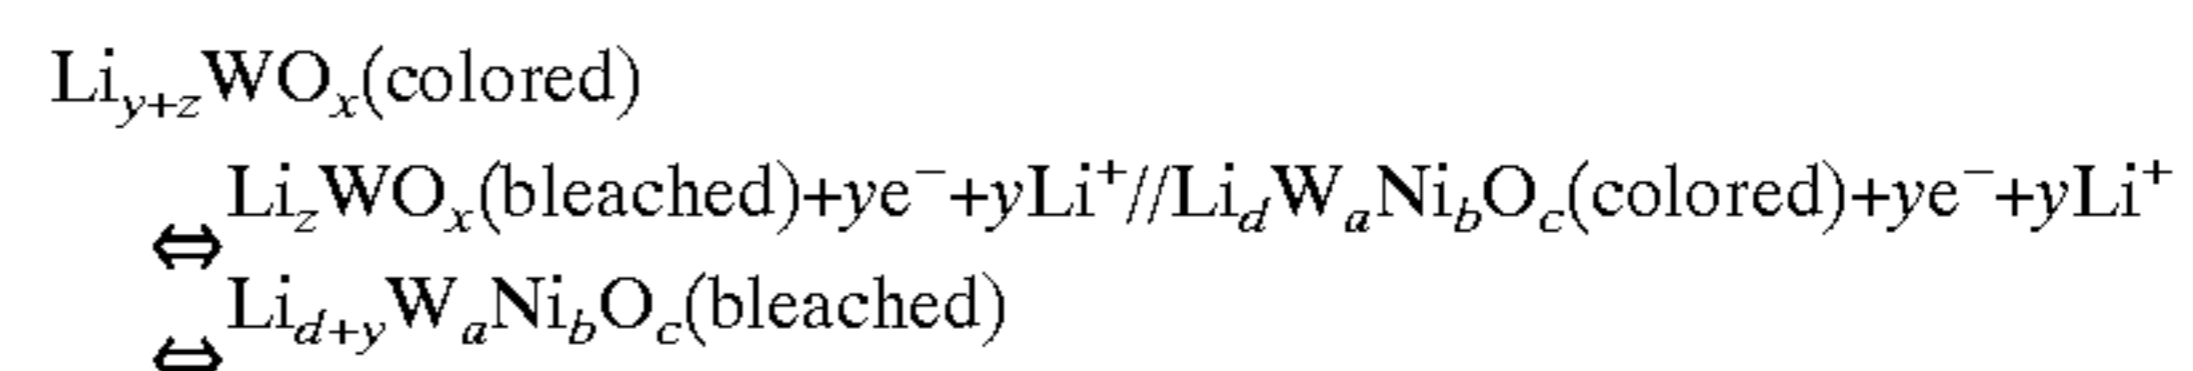 Li_{y+z}WO_x(colored)
⇔Li_zWO_x(bleached)+ye^−+yLi^+//Li_dW_aNi_bO_c(colored)+ye^−+yLi^+
⇔Li_{d+y}W_aNi_bO_c(bleached)